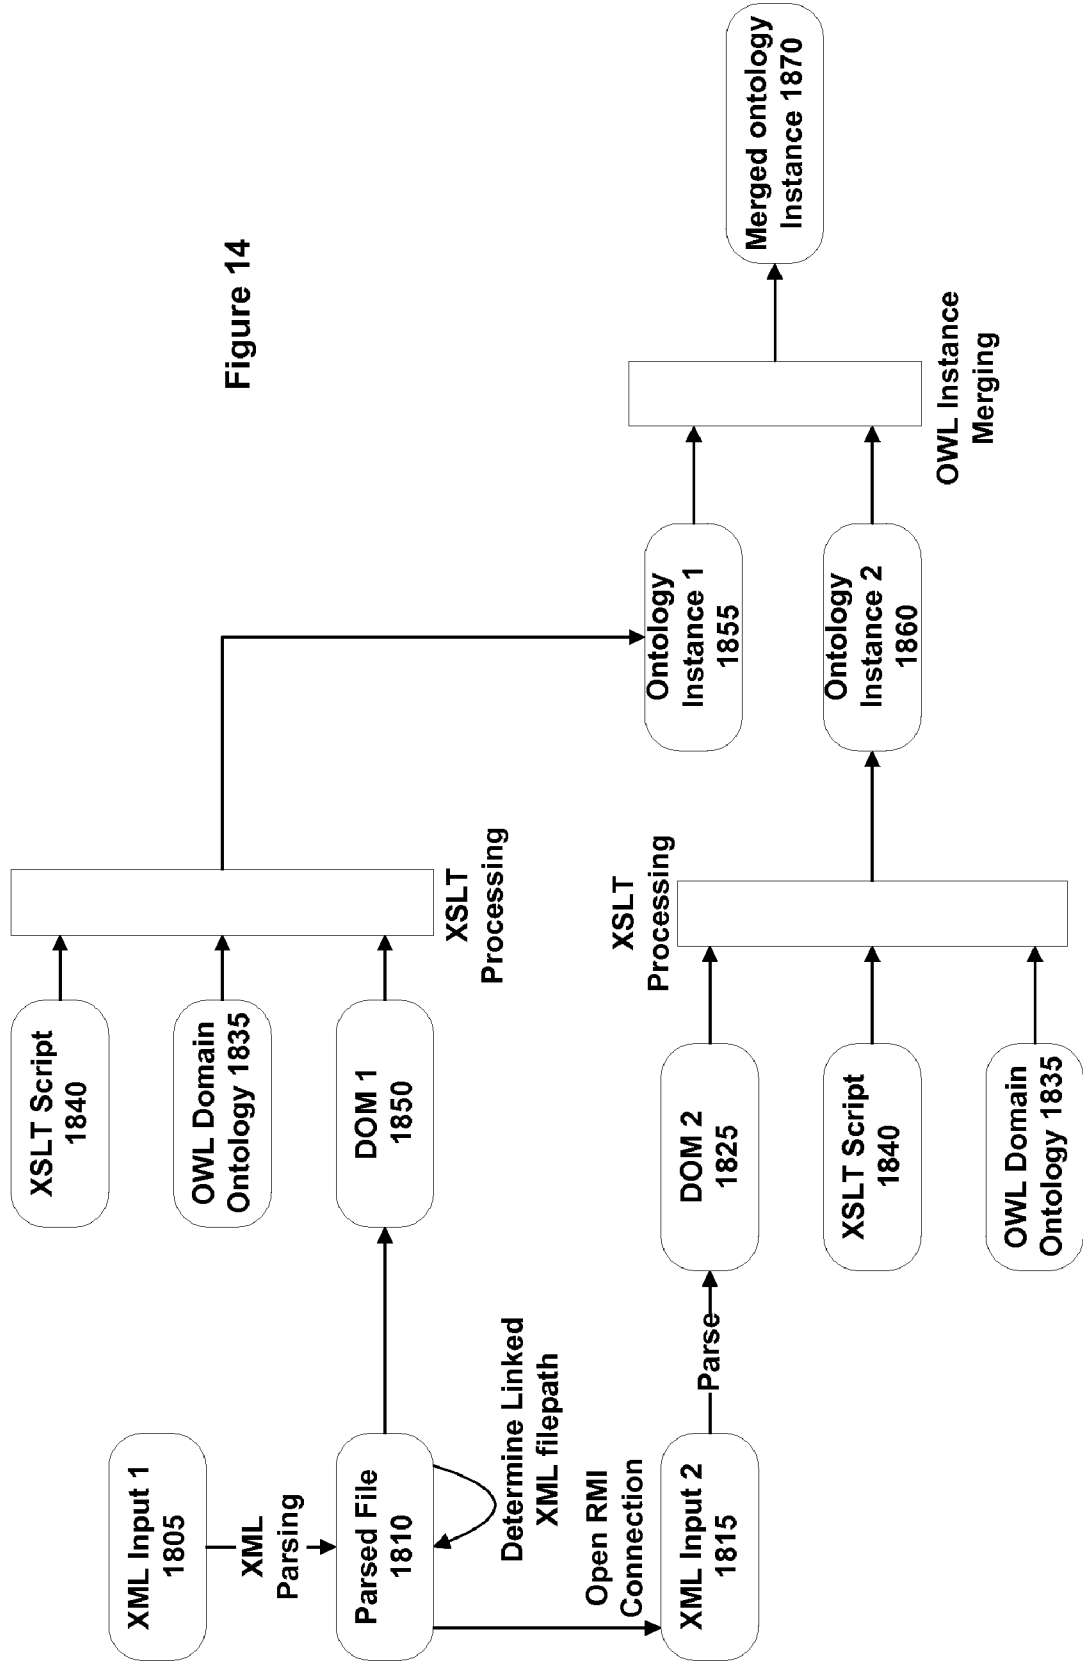 Figure 14
XML Input 1
1805
XML
Parsing
Parsed File
1810
Determine Linked
XML filepath
Open RMI
Connection
XML Input 2
1815
Parse
XSLT Script
1840
OWL Domain
Ontology 1835
DOM 1
1850
XSLT
Processing
DOM 2
1825
XSLT Script
1840
OWL Domain
Ontology 1835
XSLT
Processing
Ontology
Instance 1
1855
Ontology
Instance 2
1860
OWL Instance
Merging
Merged ontology
Instance 1870